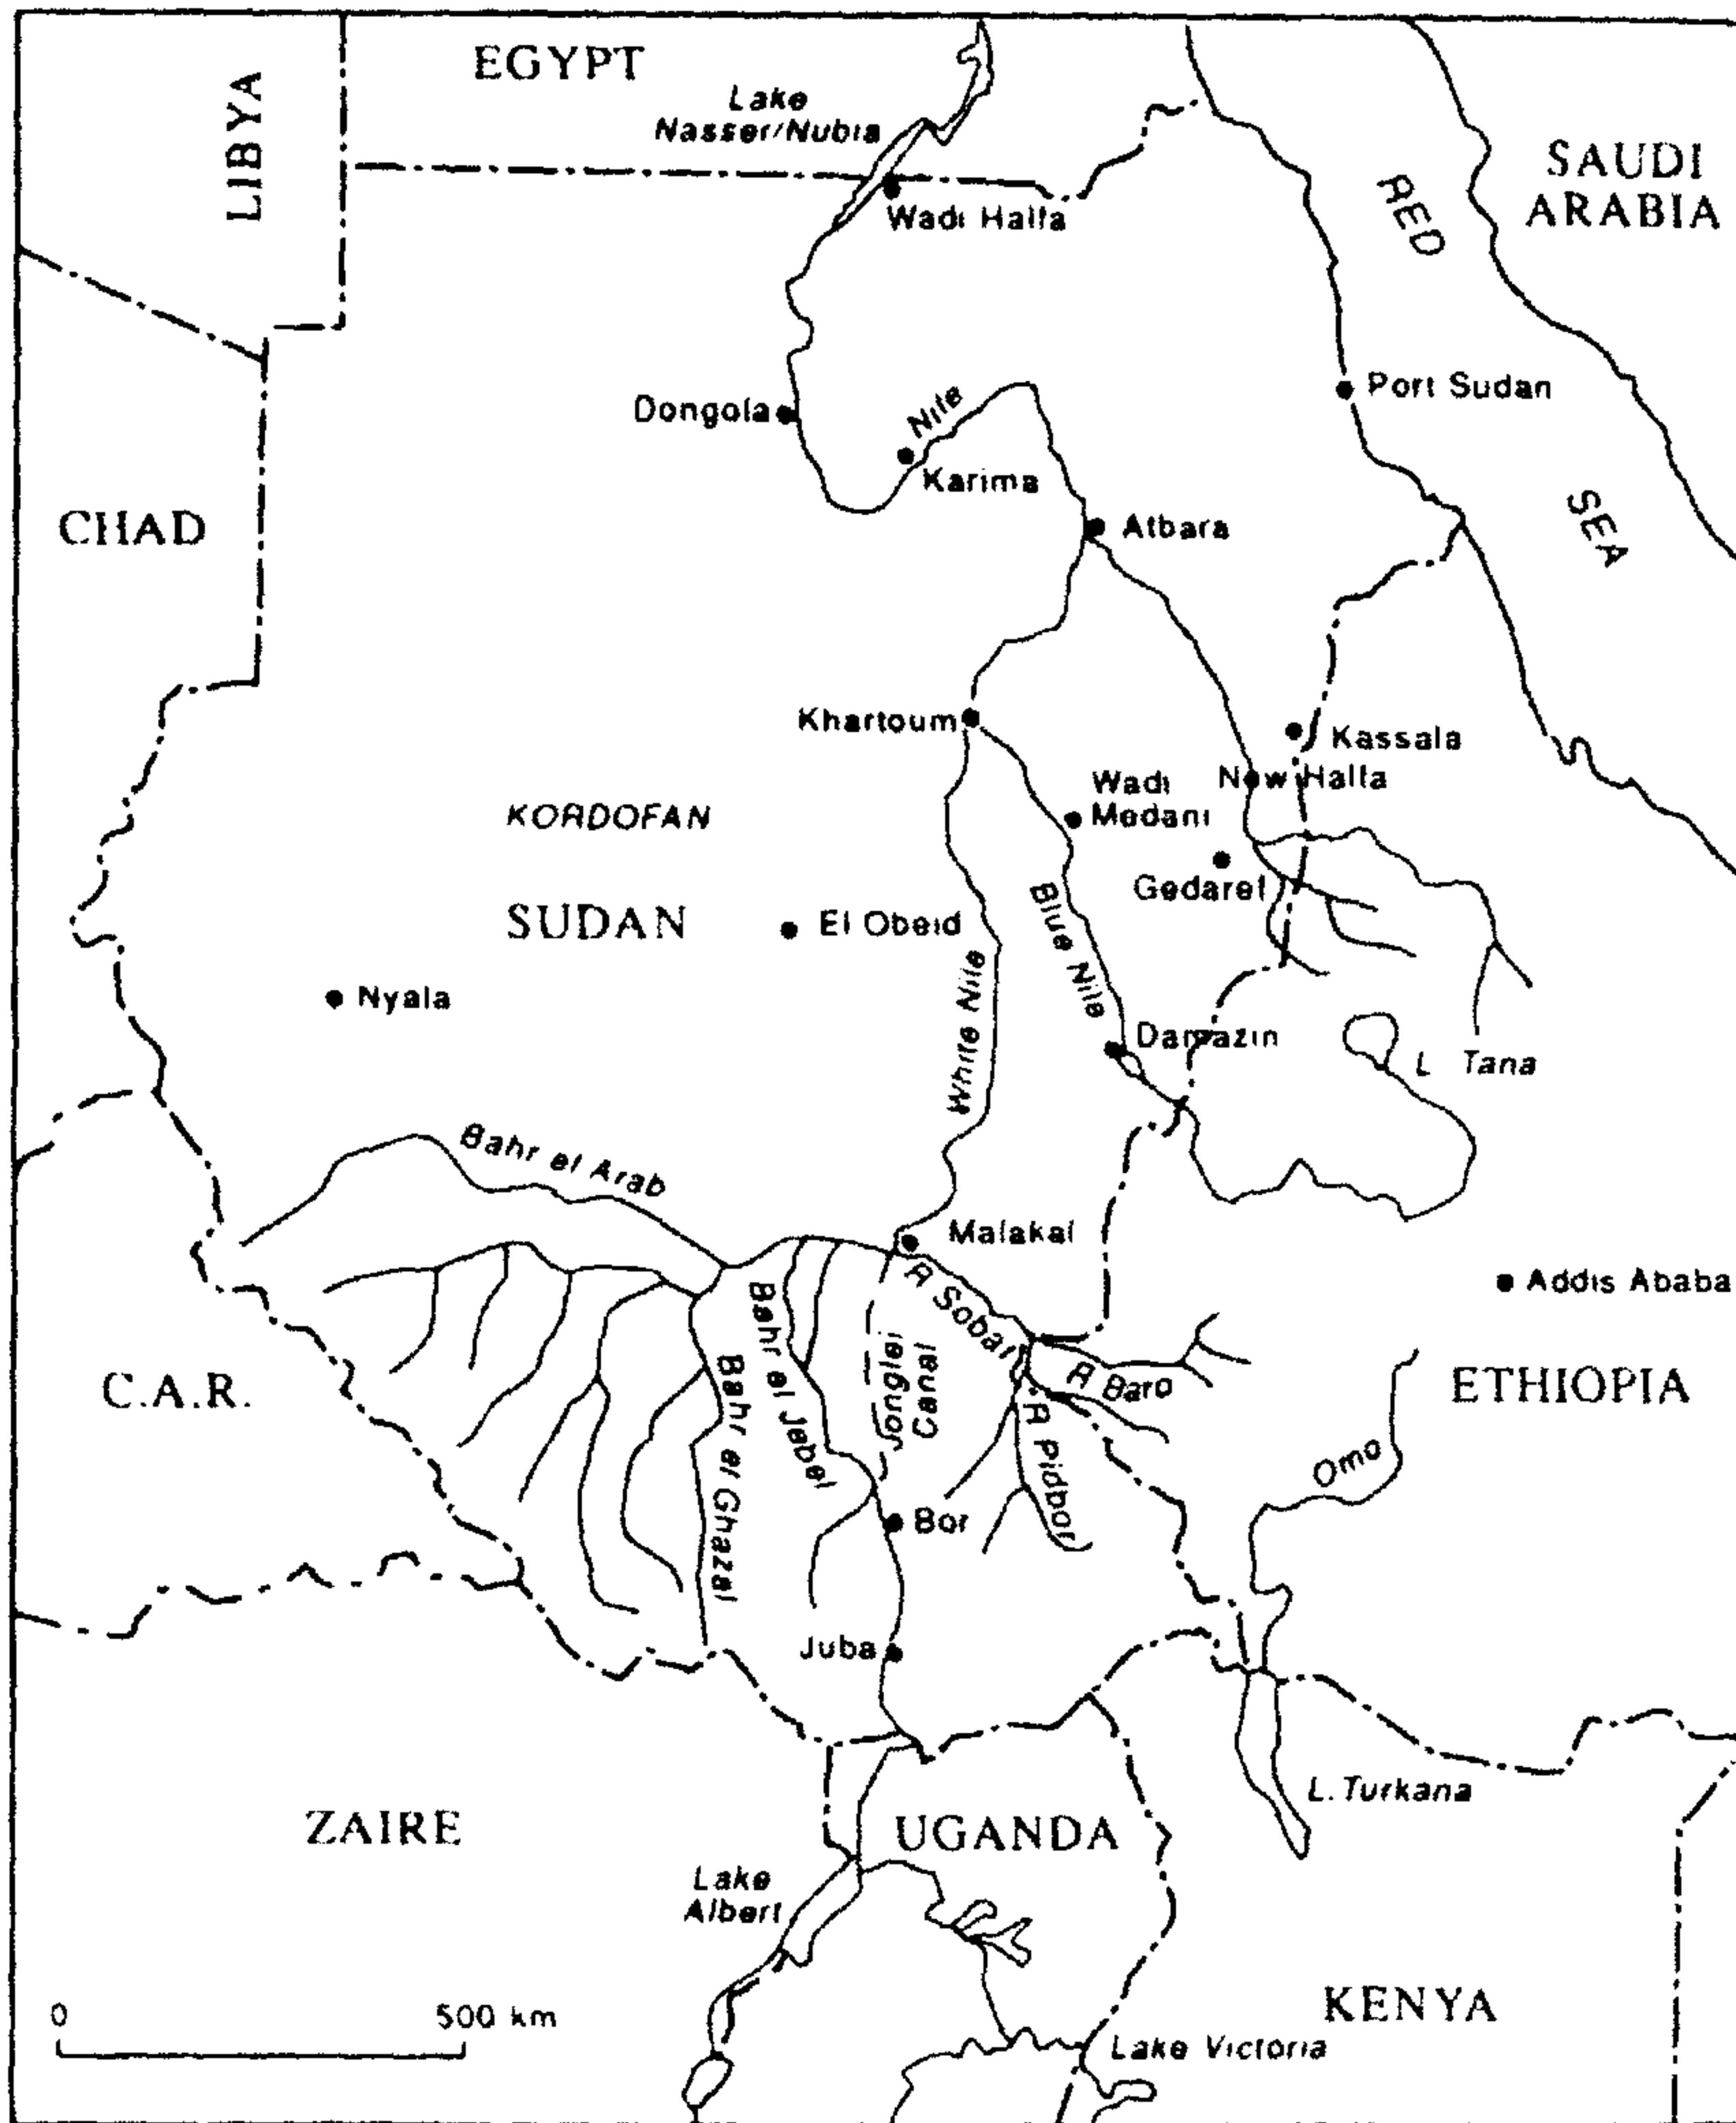 EGYPT
LIBYA
Lake
Nasser/Nubia
SAUDI
ARABIA
RED
Wadi Halfa
Port Sudan
Dongola
Nile
Karima
SEA
CHAD
Atbara
Khartoum
Kassala
New Halfa
Wadi
Medani
KORDOFAN
Gedaref
SUDAN
El Obeid
Blue Nile
White Nile
Nyala
Damazin
L Tana
Bahr el Arab
Malakal
Addis Ababa
R Sobat
Bahr el Jebel
Jonglei
Canal
R Baro
C.A.R.
ETHIOPIA
Bahr el Ghazal
R Pidbor
Omo
Bor
Juba
L. Turkana
ZAIRE
UGANDA
Lake
Albert
KENYA
0 500 km
Lake Victoria